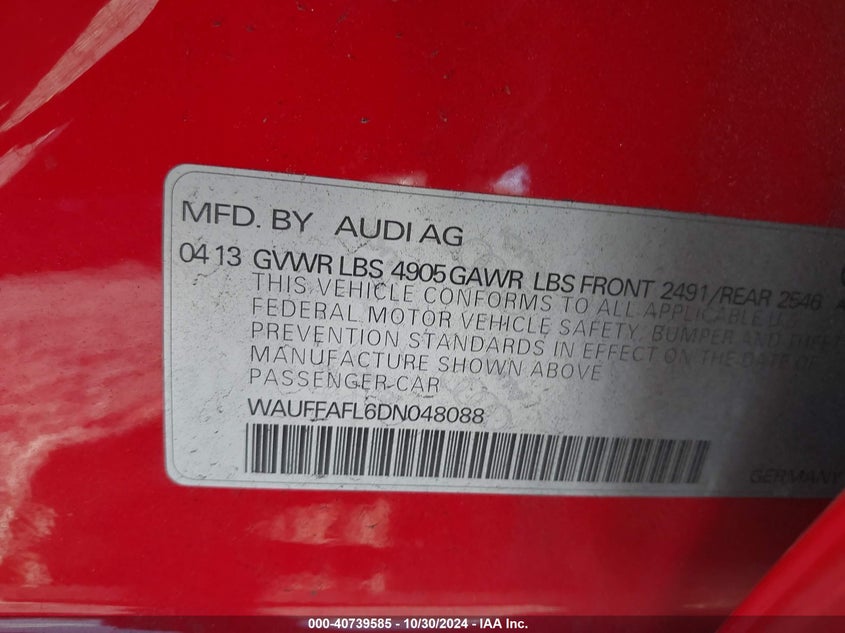 MFD. BY AUDI AG
04 13 GVWR LBS 4905 GAWR LBS FRONT 2491/REAR 2546
THIS VEHICLE CONFORMS TO ALL APPLICABLE U.
FEDERAL MOTOR VEHICLE SAFETY, BUMPER AND THEFT
PREVENTION STANDARDS IN EFFECT ON THE DATE OF
MANUFACTURE SHOWN ABOVE
PASSENGER CAR
WAUFFAFL6DN048088
GERMANY
000-40739585 - 10/30/2024 - IAA Inc.